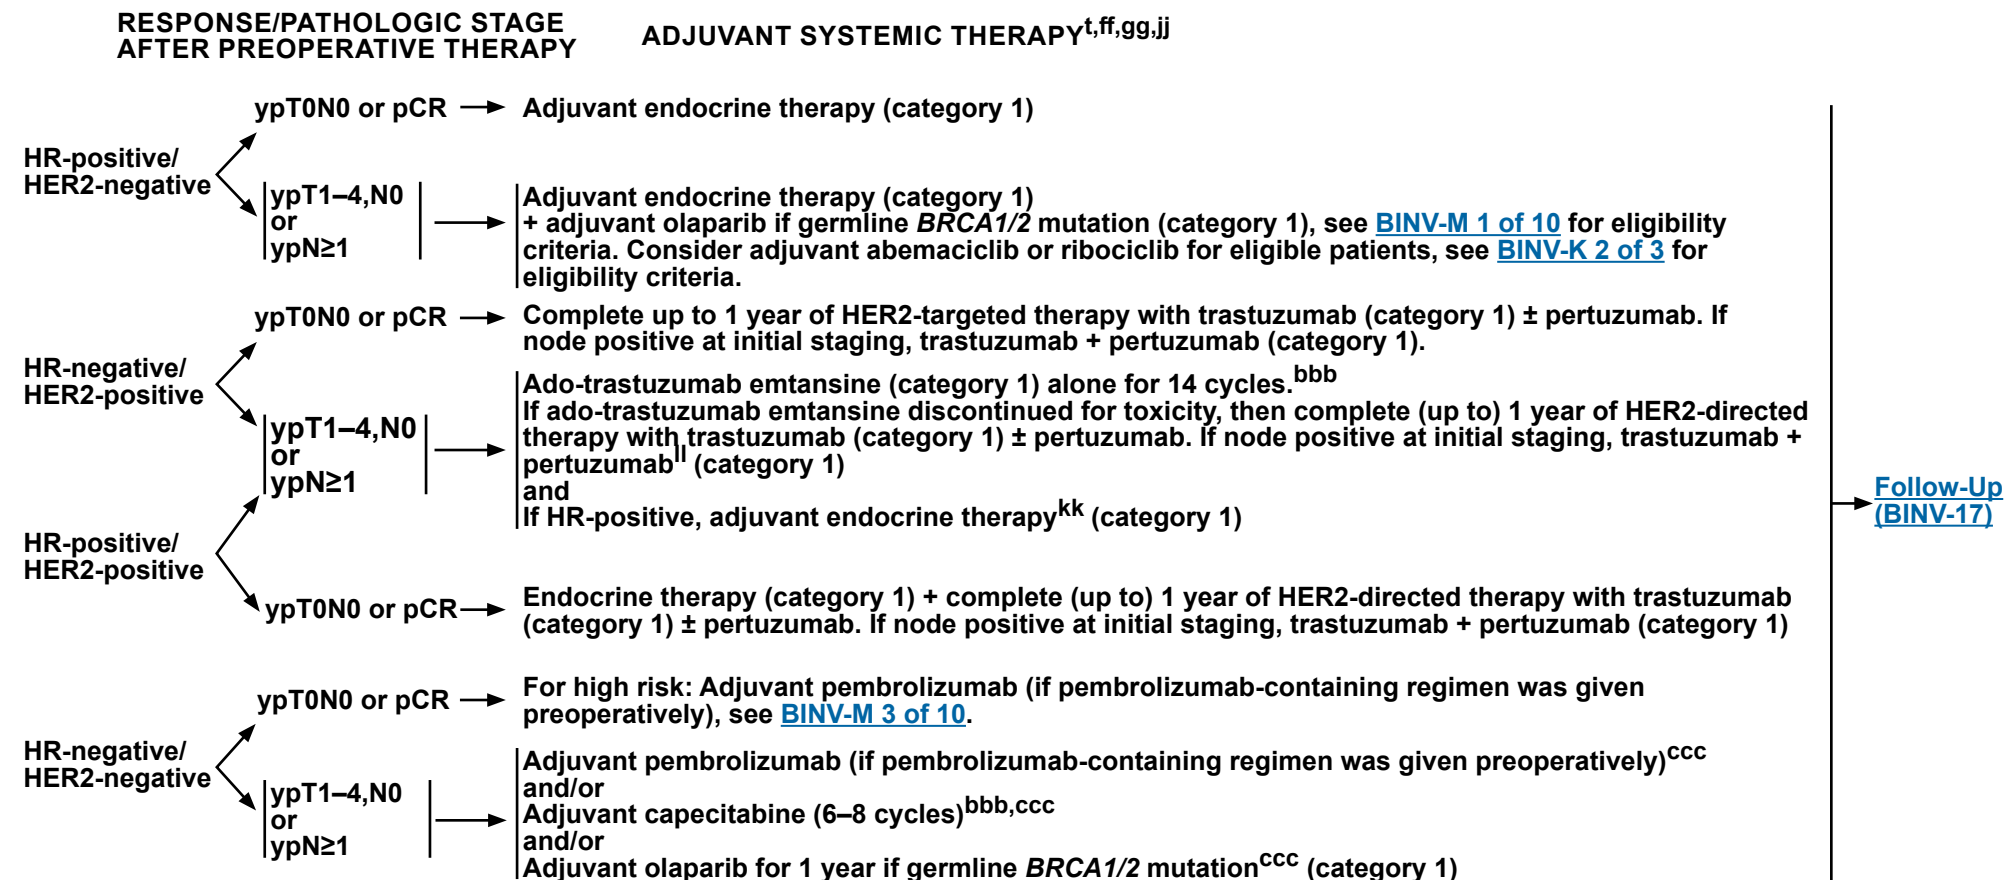 RESPONSE/PATHOLOGIC STAGE
AFTER PREOPERATIVE THERAPY
ADJUVANT SYSTEMIC THERAPYt,ff,gg,jj
HR-positive/
HER2-negative
ypT0N0 or pCR
Adjuvant endocrine therapy (category 1)
ypT1–4,N0
or
ypN≥1
Adjuvant endocrine therapy (category 1)
+ adjuvant olaparib if germline BRCA1/2 mutation (category 1), see BINV-M 1 of 10 for eligibility
criteria. Consider adjuvant abemaciclib or ribociclib for eligible patients, see BINV-K 2 of 3 for
eligibility criteria.
HR-negative/
HER2-positive
ypT0N0 or pCR
Complete up to 1 year of HER2-targeted therapy with trastuzumab (category 1) ± pertuzumab. If
node positive at initial staging, trastuzumab + pertuzumab (category 1).
ypT1–4,N0
or
ypN≥1
Ado-trastuzumab emtansine (category 1) alone for 14 cycles.bbb
If ado-trastuzumab emtansine discontinued for toxicity, then complete (up to) 1 year of HER2-directed
therapy with trastuzumab (category 1) ± pertuzumab. If node positive at initial staging, trastuzumab +
pertuzumabll (category 1)
and
If HR-positive, adjuvant endocrine therapykk (category 1)
HR-positive/
HER2-positive
ypT0N0 or pCR
Endocrine therapy (category 1) + complete (up to) 1 year of HER2-directed therapy with trastuzumab
(category 1) ± pertuzumab. If node positive at initial staging, trastuzumab + pertuzumab (category 1)
HR-negative/
HER2-negative
ypT0N0 or pCR
For high risk: Adjuvant pembrolizumab (if pembrolizumab-containing regimen was given
preoperatively), see BINV-M 3 of 10.
ypT1–4,N0
or
ypN≥1
Adjuvant pembrolizumab (if pembrolizumab-containing regimen was given preoperatively)ccc
and/or
Adjuvant capecitabine (6–8 cycles)bbb,ccc
and/or
Adjuvant olaparib for 1 year if germline BRCA1/2 mutationccc (category 1)
Follow-Up
(BINV-17)